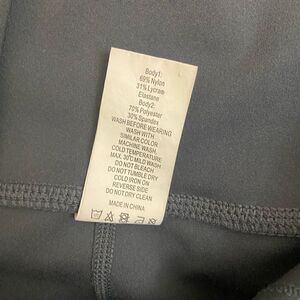 Body1:
69% Nylon
31% Lycra®
Elastane
Body2:
70% Polyester
30% Spandex
WASH BEFORE WEARING
WASH WITH
SIMILAR COLOR
MACHINE WASH.
COLD TEMPERATURE
MAX. 30°C MILD WASH
DO NOT BLEACH
DO NOT TUMBLE DRY
COLD IRON ON
REVERSE SIDE
DO NOT DRY CLEAN
MADE IN CHINA